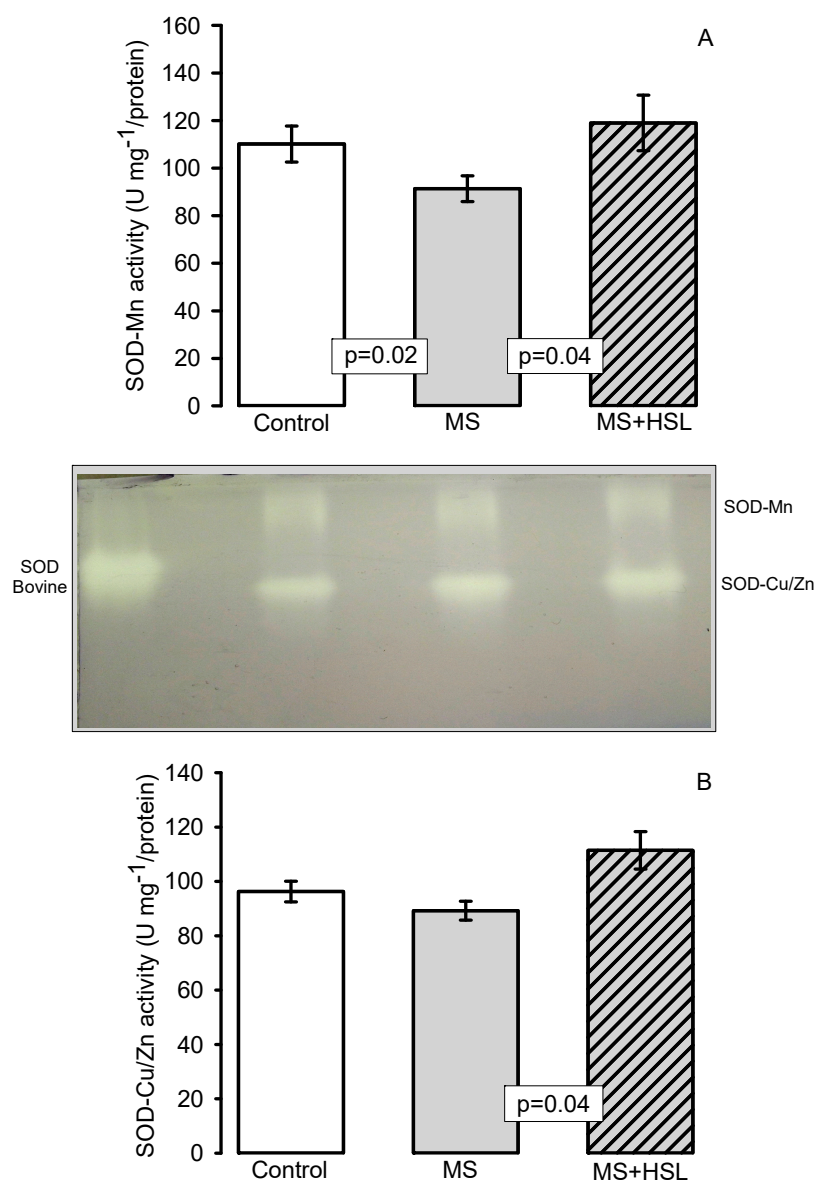 A
SOD-Mn activity (U mg-1/protein)
160
140
120
100
80
60
40
20
0
p=0.02
p=0.04
Control
MS
MS+HSL
SOD-Mn
SOD
Bovine
SOD-Cu/Zn
B
SOD-Cu/Zn activity (U mg-1/protein)
140
120
100
80
60
40
20
0
p=0.04
Control
MS
MS+HSL